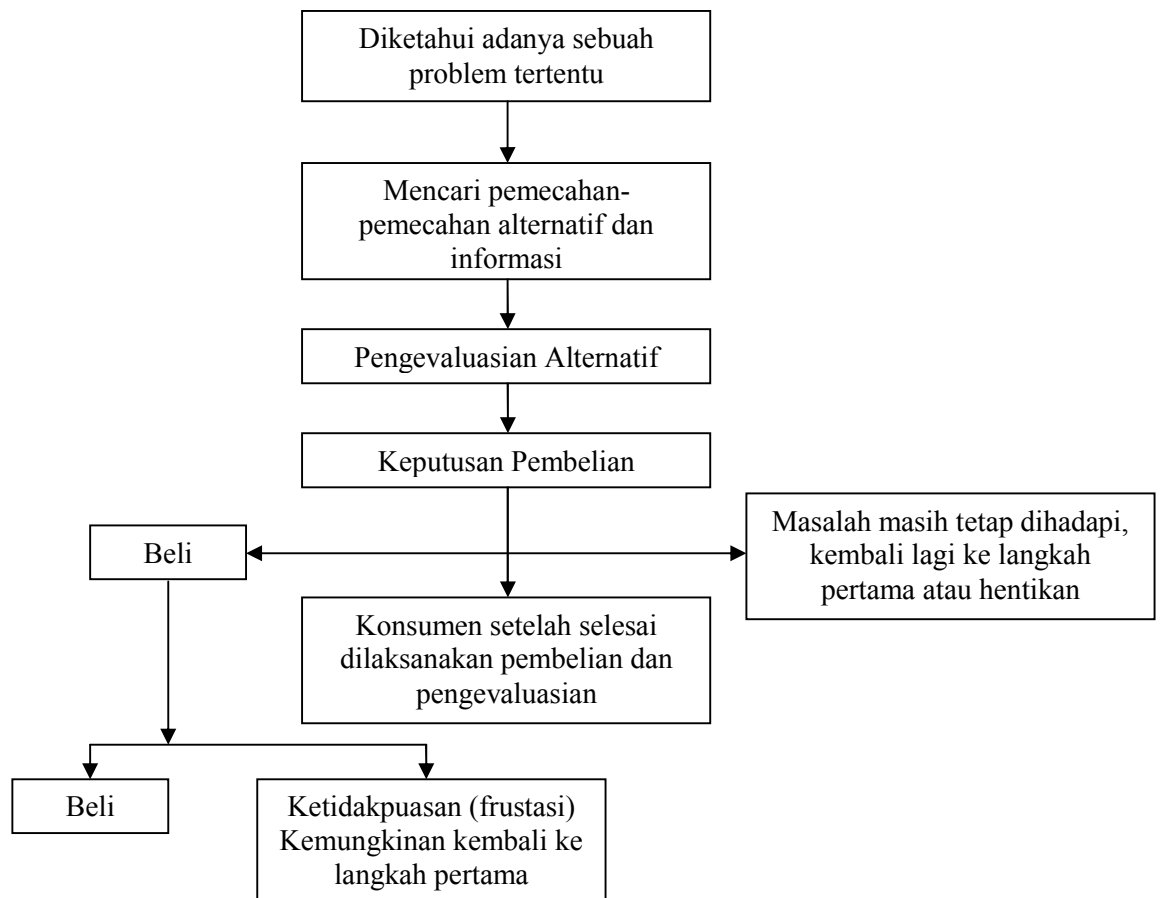 Diketahui adanya sebuah
problem tertentu
Mencari pemecahan-
pemecahan alternatif dan
informasi
Pengevaluasian Alternatif
Keputusan Pembelian
Beli
Masalah masih tetap dihadapi,
kembali lagi ke langkah
pertama atau hentikan
Konsumen setelah selesai
dilaksanakan pembelian dan
pengevaluasian
Beli
Ketidakpuasan (frustasi)
Kemungkinan kembali ke
langkah pertama